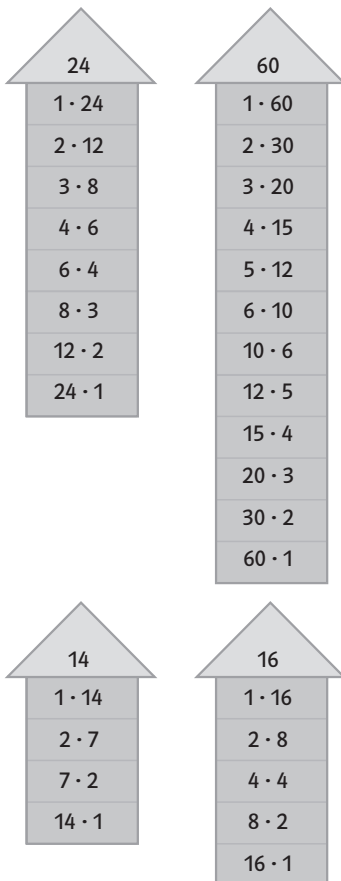 24
1 · 24
2 · 12
3 · 8
4 · 6
6 · 4
8 · 3
12 · 2
24 · 1
60
1 · 60
2 · 30
3 · 20
4 · 15
5 · 12
6 · 10
10 · 6
12 · 5
15 · 4
20 · 3
30 · 2
60 · 1
14
1 · 14
2 · 7
7 · 2
14 · 1
16
1 · 16
2 · 8
4 · 4
8 · 2
16 · 1